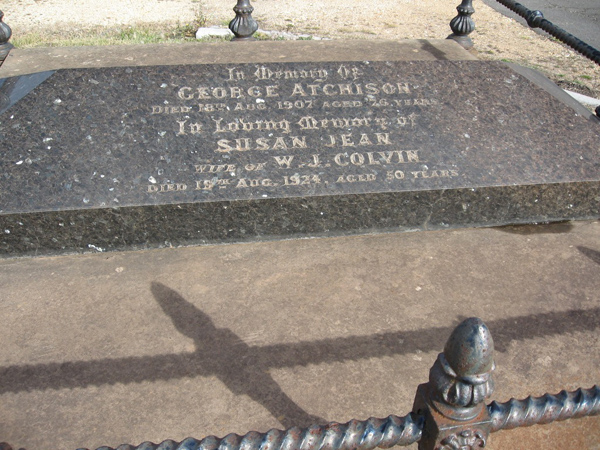 In Memory Of
GEORGE ATCHISON
DIED 18TH AUG. 1907 AGED 26 YEARS
In Loving Memory of
SUSAN JEAN
WIFE OF W. J. COLVIN
DIED 19TH AUG. 1924 AGED 50 YEARS